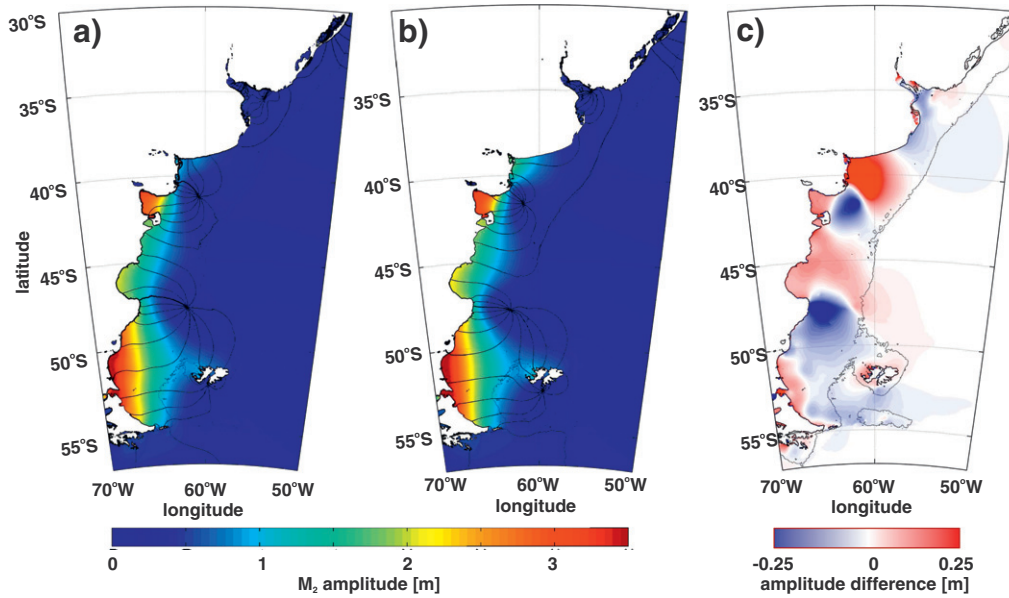 a) b) c)
30°S
35°S 35°S 35°S
40°S 40°S 40°S
latitude
45°S 45°S 45°S
50°S 50°S 50°S
55°S 55°S 55°S
70°W 60°W 50°W 70°W 60°W 50°W 70°W 60°W 50°W
longitude longitude longitude
0 1 2 3 -0.25 0 0.25
M₂ amplitude [m] amplitude difference [m]